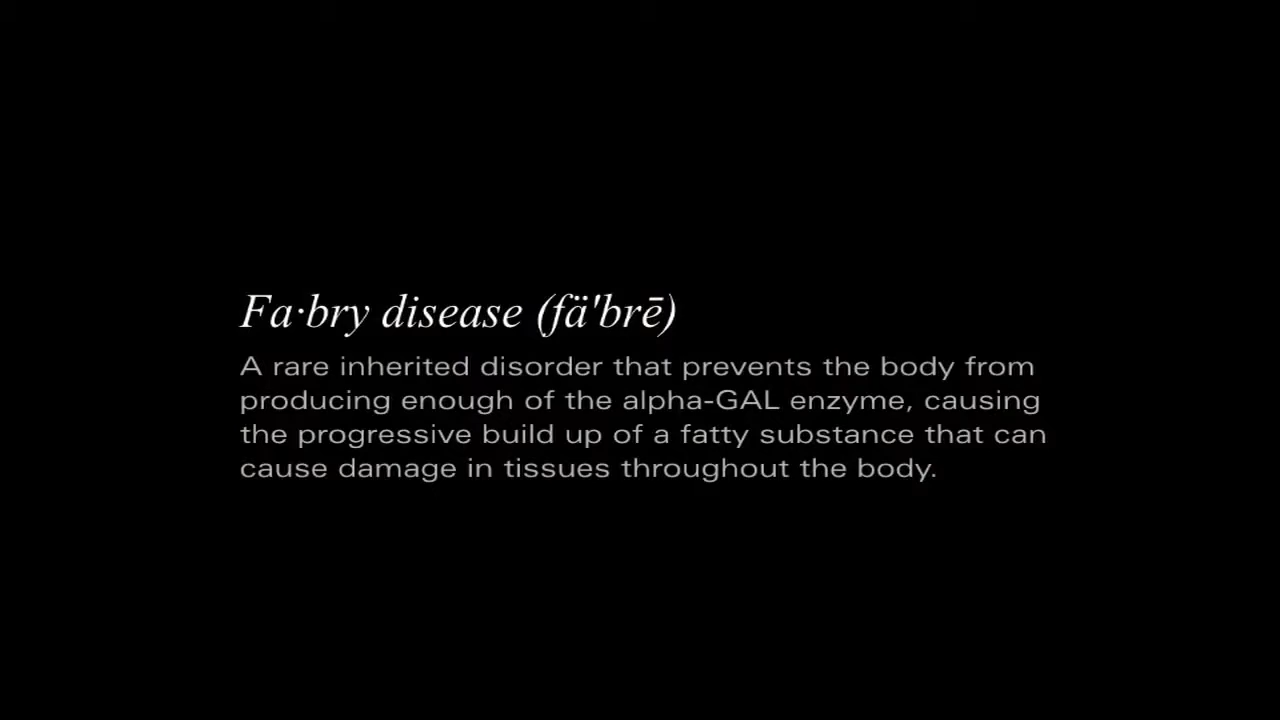 Fa·bry disease (fä'brē)
A rare inherited disorder that prevents the body from
producing enough of the alpha-GAL enzyme, causing
the progressive build up of a fatty substance that can
cause damage in tissues throughout the body.